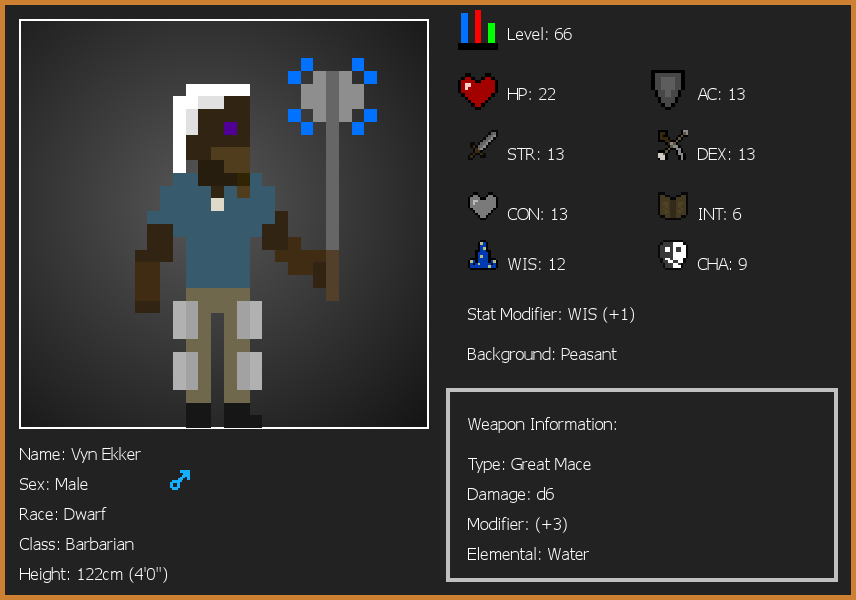 Level: 66
HP: 22
AC: 13
STR: 13
DEX: 13
CON: 13
INT: 6
WIS: 12
CHA: 9
Stat Modifier: WIS (+1)
Background: Peasant
Weapon Information:
Type: Great Mace
Damage: d6
Modifier: (+3)
Elemental: Water
Name: Vyn Ekker
Sex: Male
Race: Dwarf
Class: Barbarian
Height: 122cm (4'0")